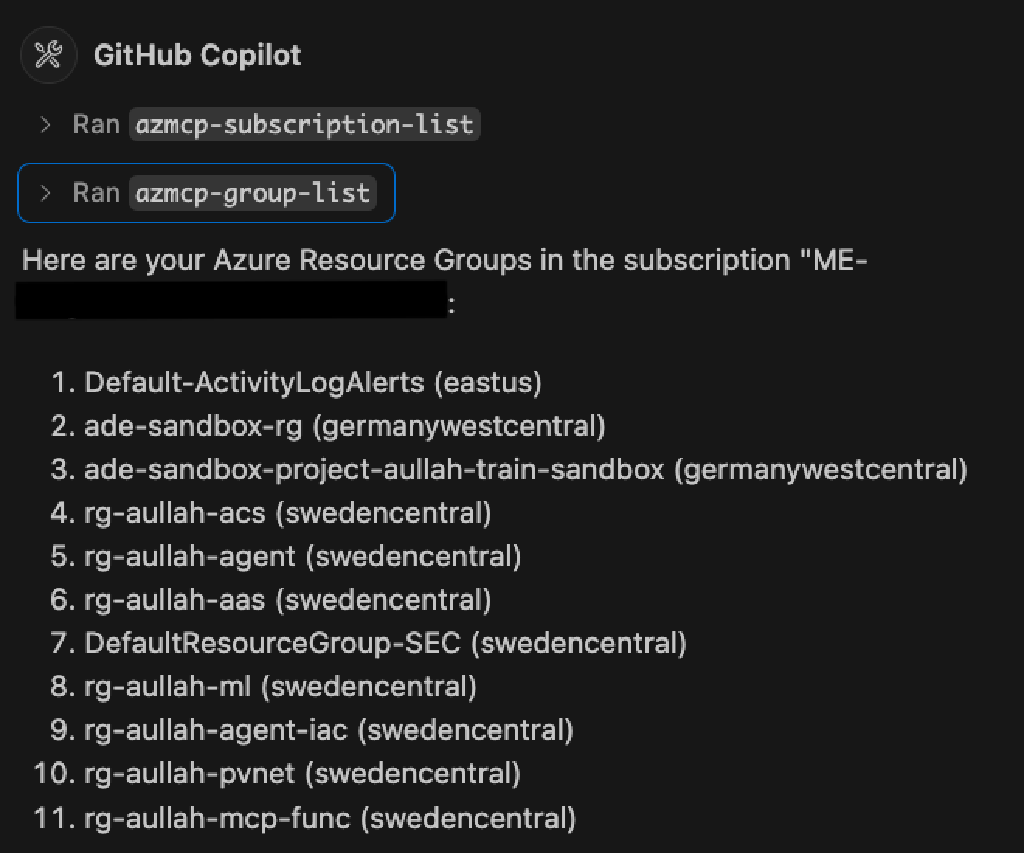 GitHub Copilot
Ran azmcp-subscription-list
Ran azmcp-group-list
Here are your Azure Resource Groups in the subscription "ME-
:
1. Default-ActivityLogAlerts (eastus)
2. ade-sandbox-rg (germanywestcentral)
3. ade-sandbox-project-aullah-train-sandbox (germanywestcentral)
4. rg-aullah-acs (swedencentral)
5. rg-aullah-agent (swedencentral)
6. rg-aullah-aas (swedencentral)
7. DefaultResourceGroup-SEC (swedencentral)
8. rg-aullah-ml (swedencentral)
9. rg-aullah-agent-iac (swedencentral)
10. rg-aullah-pvnet (swedencentral)
11. rg-aullah-mcp-func (swedencentral)